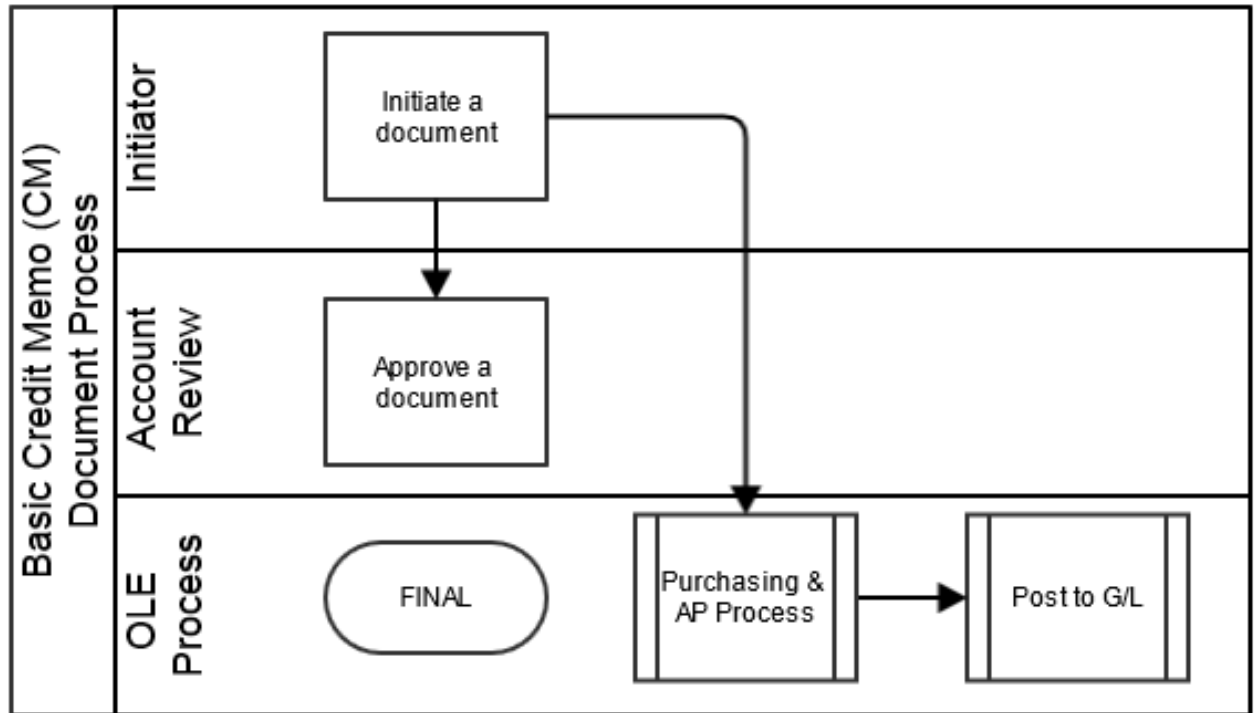 Basic Credit Memo (CM)
Document Process
Initiator
Initiate a
document
Account
Review
Approve a
document
OLE
Process
FINAL
Purchasing &
AP Process
Post to G/L